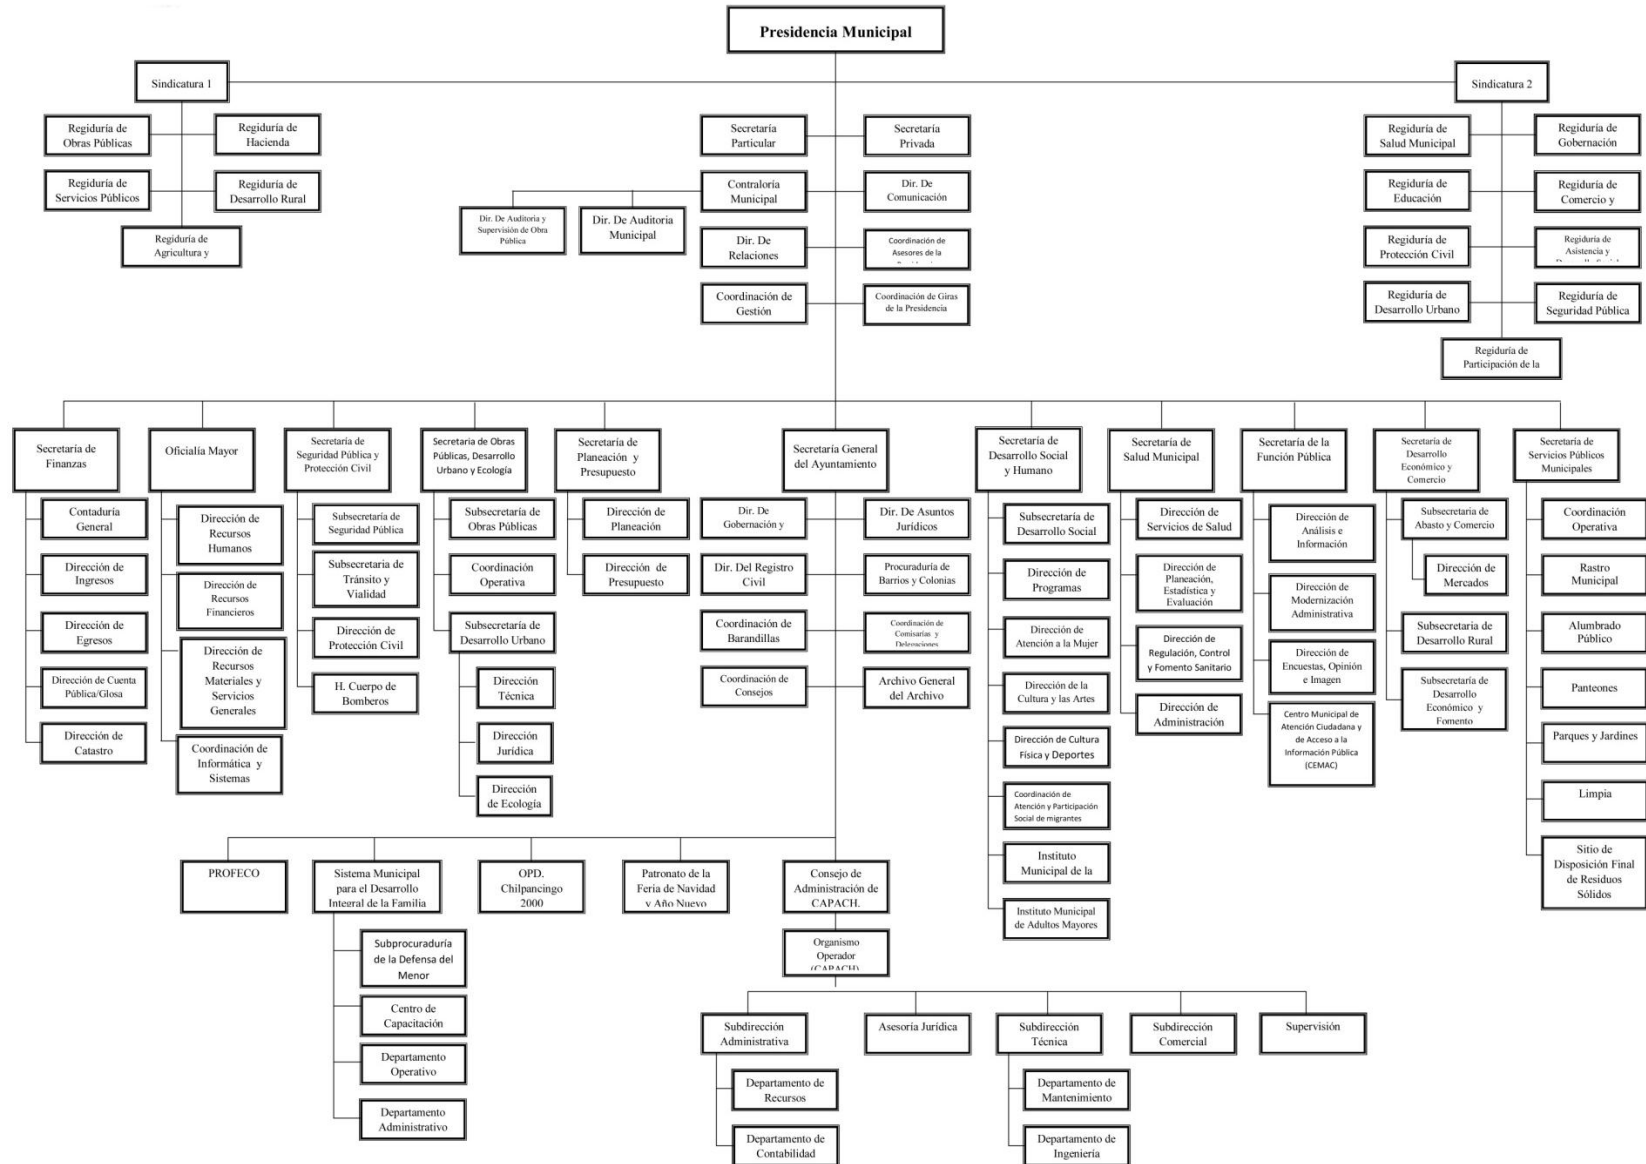 Presidencia Municipal
Sindicatura 1
Sindicatura 2
Regiduría de
Obras Públicas
Regiduría de
Hacienda
Regiduría de
Servicios Públicos
Regiduría de
Desarrollo Rural
Regiduría de
Agricultura y
Secretaría
Particular
Secretaría
Privada
Contraloría
Municipal
Dir. De
Comunicación
Dir. De Auditoria y
Supervisión de Obra
Pública
Dir. De Auditoria
Municipal
Dir. De
Relaciones
Coordinación de
Asesores de la
Coordinación de
Gestión
Coordinación de Giras
de la Presidencia
Regiduría de
Salud Municipal
Regiduría de
Gobernación
Regiduría de
Educación
Regiduría de
Comercio y
Regiduría de
Protección Civil
Regiduría de
Asistencia y
Regiduría de
Desarrollo Urbano
Regiduría de
Seguridad Pública
Regiduría de
Participación de la
Secretaría de
Finanzas
Contaduría
General
Dirección de
Ingresos
Dirección de
Egresos
Dirección de Cuenta
Pública/Glosa
Dirección de
Catastro
Oficialía Mayor
Dirección de
Recursos
Humanos
Dirección de
Recursos
Financieros
Dirección de
Recursos
Materiales y
Servicios
Generales
Coordinación de
Informática y
Sistemas
Secretaría de
Seguridad Pública y
Protección Civil
Subsecretaría de
Seguridad Pública
Subsecretaria de
Tránsito y
Vialidad
Dirección de
Protección Civil
H. Cuerpo de
Bomberos
Secretaria de Obras
Públicas, Desarrollo
Urbano y Ecología
Subsecretaría de
Obras Públicas
Coordinación
Operativa
Subsecretaría de
Desarrollo Urbano
Dirección
Técnica
Dirección
Jurídica
Dirección
de Ecología
Secretaría de
Planeación y
Presupuesto
Dirección de
Planeación
Dirección de
Presupuesto
Secretaría General
del Ayuntamiento
Dir. De
Gobernación y
Dir. De Asuntos
Jurídicos
Dir. Del Registro
Civil
Procuraduría de
Barrios y Colonias
Coordinación de
Barandillas
Coordinación de
Comisarías y
Delegaciones
Coordinación de
Consejos
Archivo General
del Archivo
Secretaría de
Desarrollo Social
y Humano
Subsecretaría de
Desarrollo Social
Dirección de
Programas
Dirección de
Atención a la Mujer
Dirección de la
Cultura y las Artes
Dirección de Cultura
Física y Deportes
Coordinación de
Atención y Participación
Social de migrantes
Instituto
Municipal de la
Instituto Municipal
de Adultos Mayores
Secretaría de
Salud Municipal
Dirección de
Servicios de Salud
Dirección de
Planeación,
Estadística y
Evaluación
Dirección de
Regulación, Control
y Fomento Sanitario
Dirección de
Administración
Secretaría de la
Función Pública
Dirección de
Análisis e
Información
Dirección de
Modernización
Administrativa
Dirección de
Encuestas, Opinión
e Imagen
Centro Municipal de
Atención Ciudadana y
de Acceso a la
Información Pública
(CEMAC)
Secretaría de
Desarrollo
Económico y
Comercio
Subsecretaria de
Abasto y Comercio
Dirección de
Mercados
Subsecretaria de
Desarrollo Rural
Subsecretaría de
Desarrollo
Económico y
Fomento
Secretaría de
Servicios Públicos
Municipales
Coordinación
Operativa
Rastro
Municipal
Alumbrado
Público
Panteones
Parques y Jardines
Limpia
Sitio de
Disposición Final
de Residuos
Sólidos
PROFECO
Sistema Municipal
para el Desarrollo
Integral de la Familia
OPD.
Chilpancingo
2000
Patronato de la
Feria de Navidad
y Año Nuevo
Consejo de
Administración de
CAPACH.
Subprocuraduría
de la Defensa del
Menor
Centro de
Capacitación
Departamento
Operativo
Departamento
Administrativo
Organismo
Operador
(CAPACH)
Subdirección
Administrativa
Asesoría Jurídica
Subdirección
Técnica
Subdirección
Comercial
Supervisión
Departamento de
Recursos
Departamento de
Contabilidad
Departamento de
Mantenimiento
Departamento de
Ingeniería